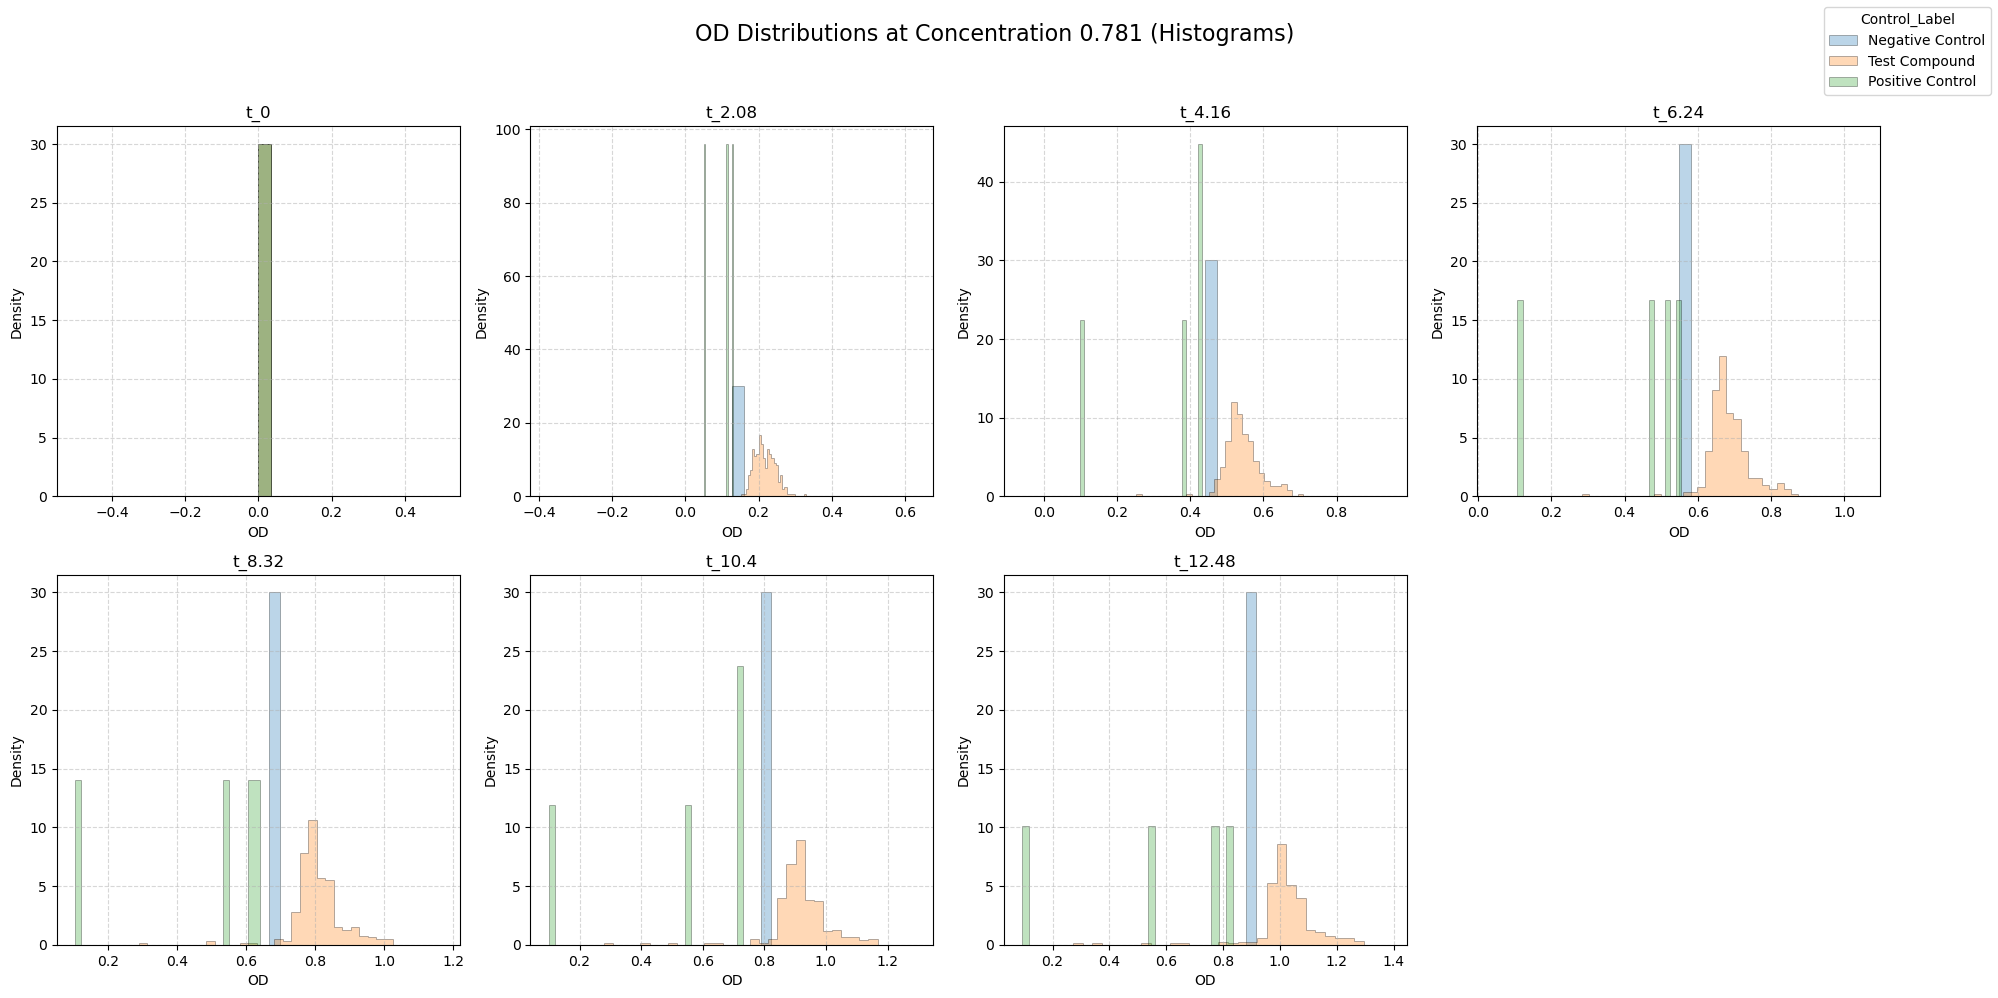 OD Distributions at Concentration 0.781 (Histograms)
Control_Label
Negative Control
Test Compound
Positive Control
t_0
30
25
20
15
10
5
0
Density
−0.4 −0.2 0.0 0.2 0.4
OD
t_2.08
100
80
60
40
20
0
Density
−0.4 −0.2 0.0 0.2 0.4 0.6
OD
t_4.16
40
30
20
10
0
Density
0.0 0.2 0.4 0.6 0.8
OD
t_6.24
30
25
20
15
10
5
0
Density
0.0 0.2 0.4 0.6 0.8 1.0
OD
t_8.32
30
25
20
15
10
5
0
Density
0.2 0.4 0.6 0.8 1.0 1.2
OD
t_10.4
30
25
20
15
10
5
0
Density
0.2 0.4 0.6 0.8 1.0 1.2
OD
t_12.48
30
25
20
15
10
5
0
Density
0.2 0.4 0.6 0.8 1.0 1.2 1.4
OD